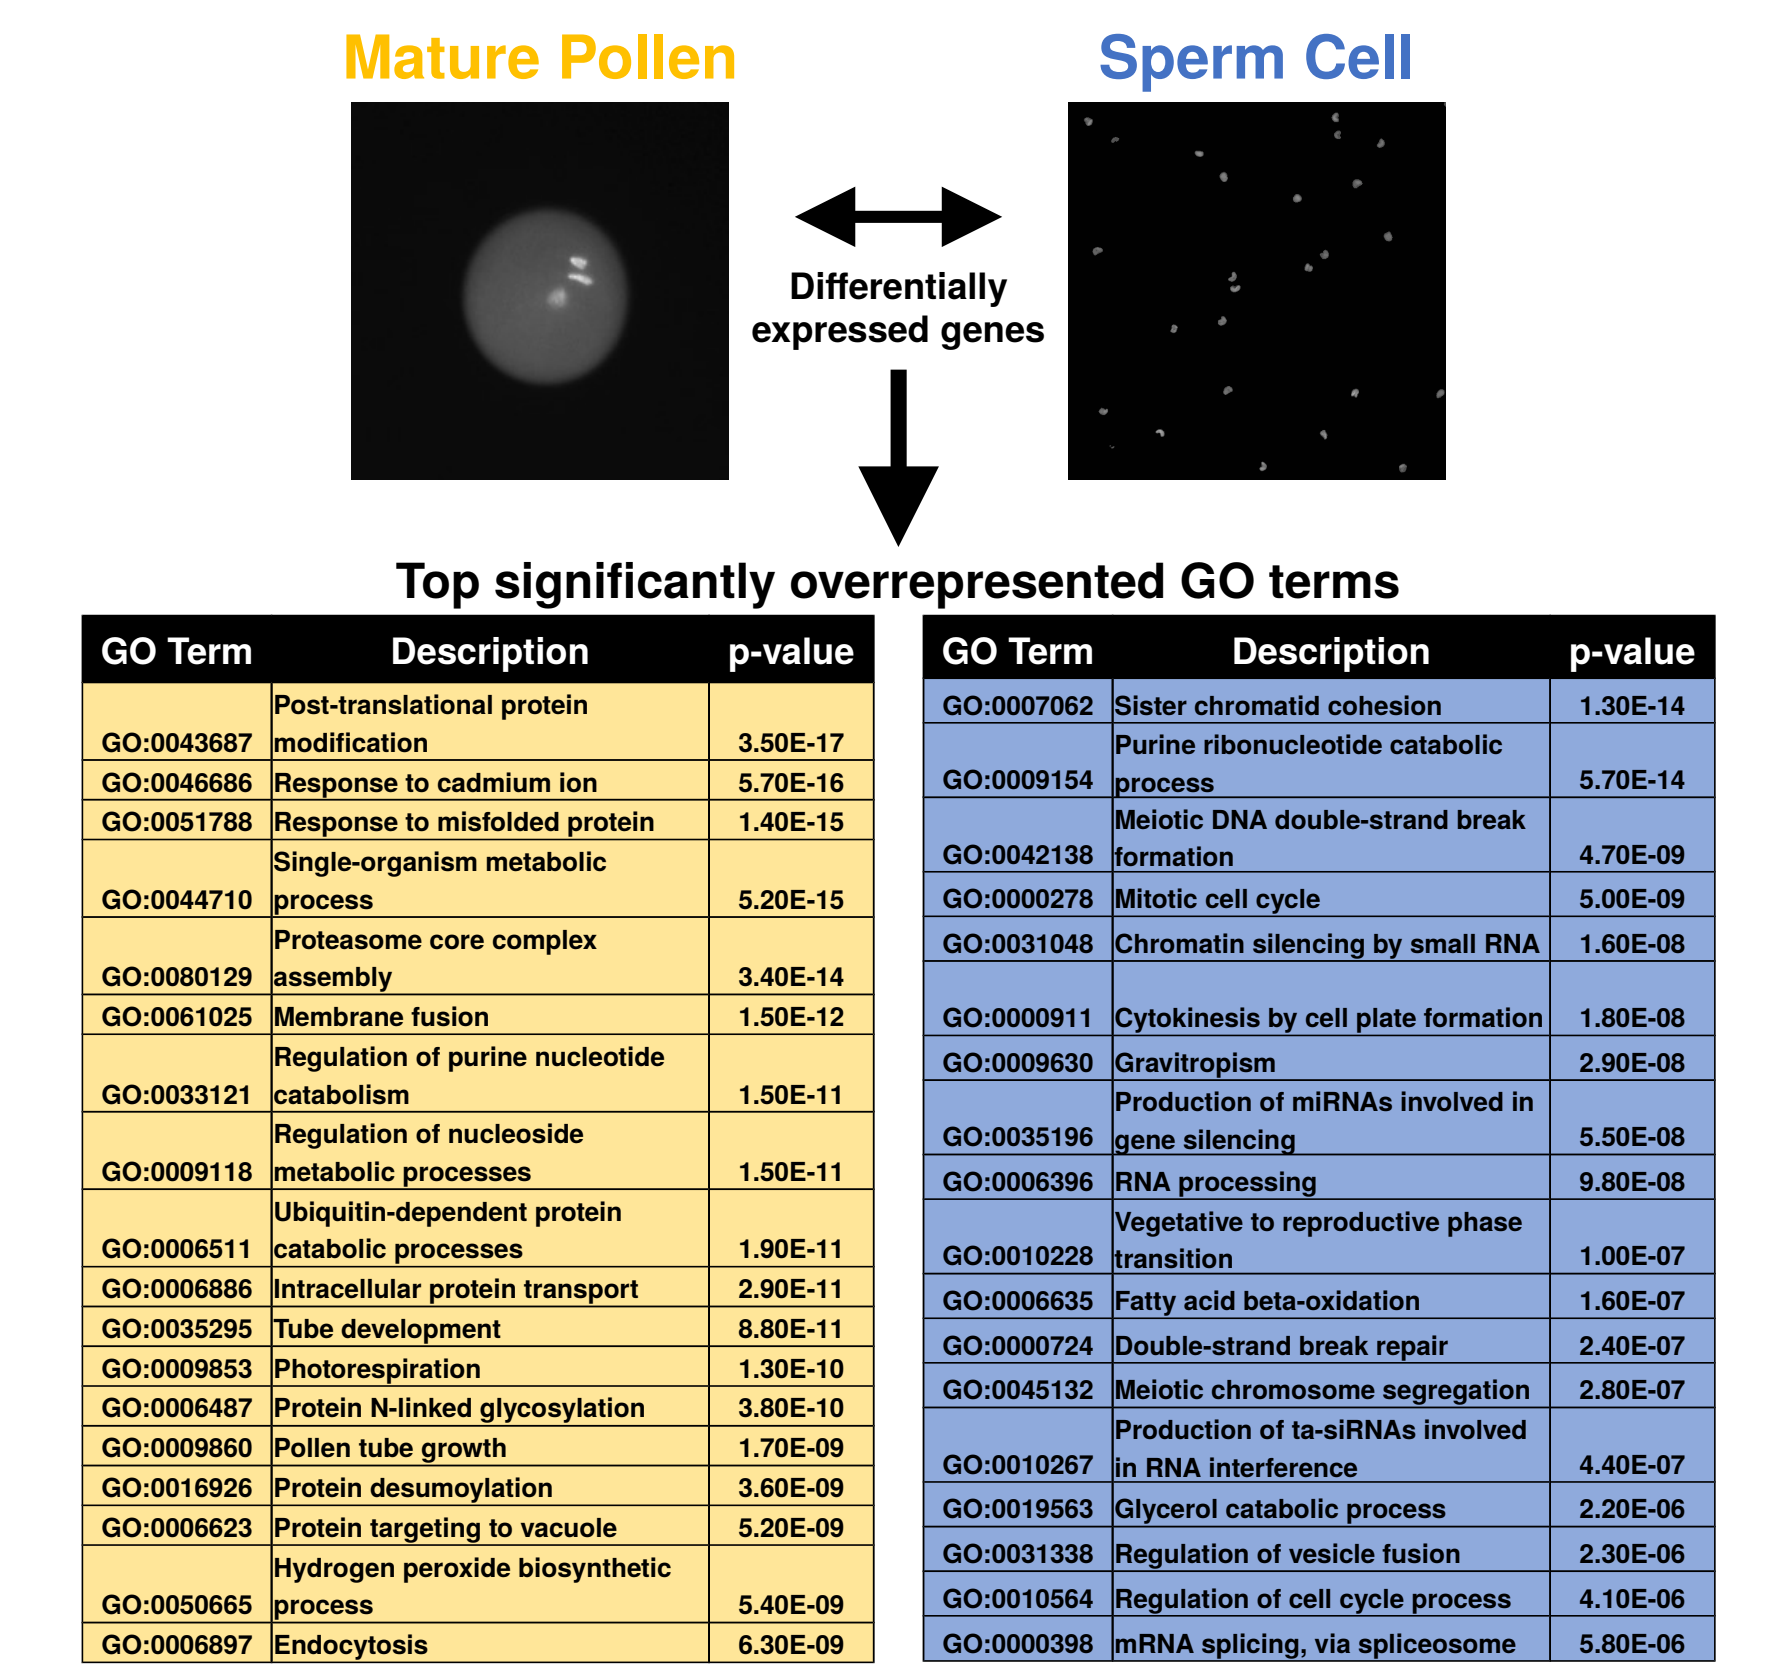 Mature Pollen
Sperm Cell
Differentially
expressed genes
Top significantly overrepresented GO terms
GO Term Description p-value
Post-translational protein
GO:0043687 modification 3.50E-17
GO:0046686 Response to cadmium ion 5.70E-16
GO:0051788 Response to misfolded protein 1.40E-15
Single-organism metabolic
GO:0044710 process 5.20E-15
Proteasome core complex
GO:0080129 assembly 3.40E-14
GO:0061025 Membrane fusion 1.50E-12
Regulation of purine nucleotide
GO:0033121 catabolism 1.50E-11
Regulation of nucleoside
GO:0009118 metabolic processes 1.50E-11
Ubiquitin-dependent protein
GO:0006511 catabolic processes 1.90E-11
GO:0006886 Intracellular protein transport 2.90E-11
GO:0035295 Tube development 8.80E-11
GO:0009853 Photorespiration 1.30E-10
GO:0006487 Protein N-linked glycosylation 3.80E-10
GO:0009860 Pollen tube growth 1.70E-09
GO:0016926 Protein desumoylation 3.60E-09
GO:0006623 Protein targeting to vacuole 5.20E-09
Hydrogen peroxide biosynthetic
GO:0050665 process 5.40E-09
GO:0006897 Endocytosis 6.30E-09
GO Term Description p-value
GO:0007062 Sister chromatid cohesion 1.30E-14
Purine ribonucleotide catabolic
GO:0009154 process 5.70E-14
Meiotic DNA double-strand break
GO:0042138 formation 4.70E-09
GO:0000278 Mitotic cell cycle 5.00E-09
GO:0031048 Chromatin silencing by small RNA 1.60E-08
GO:0000911 Cytokinesis by cell plate formation 1.80E-08
GO:0009630 Gravitropism 2.90E-08
Production of miRNAs involved in
GO:0035196 gene silencing 5.50E-08
GO:0006396 RNA processing 9.80E-08
Vegetative to reproductive phase
GO:0010228 transition 1.00E-07
GO:0006635 Fatty acid beta-oxidation 1.60E-07
GO:0000724 Double-strand break repair 2.40E-07
GO:0045132 Meiotic chromosome segregation 2.80E-07
Production of ta-siRNAs involved
GO:0010267 in RNA interference 4.40E-07
GO:0019563 Glycerol catabolic process 2.20E-06
GO:0031338 Regulation of vesicle fusion 2.30E-06
GO:0010564 Regulation of cell cycle process 4.10E-06
GO:0000398 mRNA splicing, via spliceosome 5.80E-06